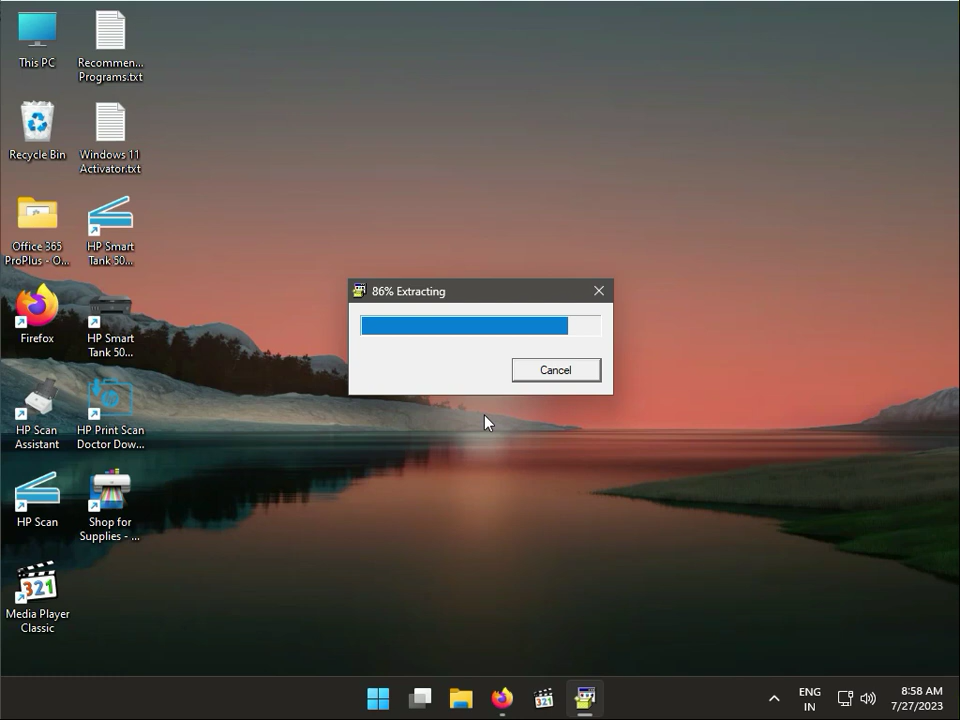 This PC
Recommen...
Programs.txt
Recycle Bin
Windows 11
Activator.txt
Office 365
ProPlus - O...
HP Smart
Tank 50...
Firefox
HP Smart
Tank 50...
HP Scan
Assistant
HP Print Scan
Doctor Dow...
HP Scan
Shop for
Supplies - ...
Media Player
Classic
86% Extracting
Cancel
321
321
ENG
IN
8:58 AM
7/27/2023